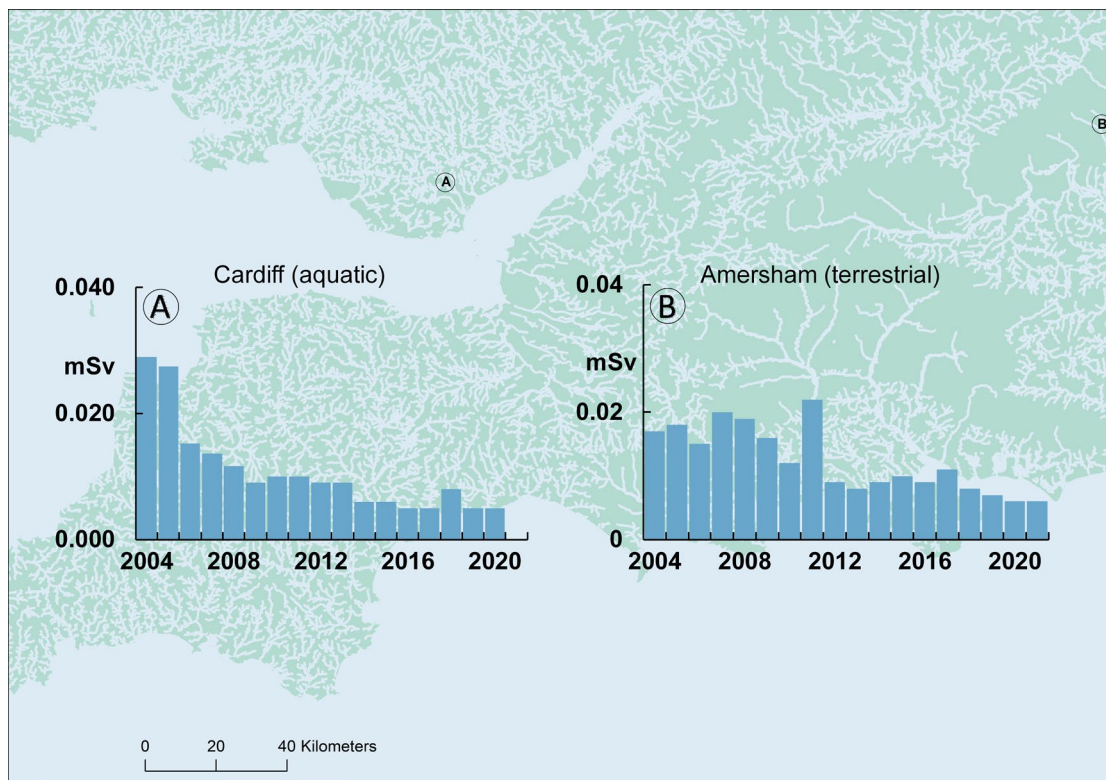 B
A
Cardiff (aquatic)
0.040
A
mSv
0.020
0.000
2004 2008 2012 2016 2020
Amersham (terrestrial)
0.04
B
mSv
0.02
0
2004 2008 2012 2016 2020
0 20 40 Kilometers